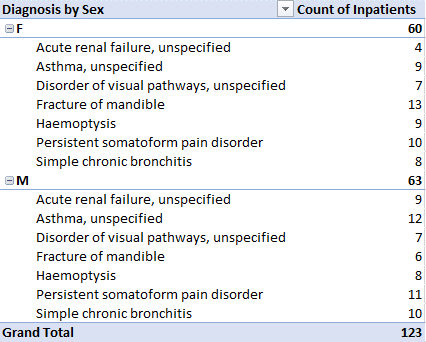 Diagnosis by Sex Count of Inpatients
F 60
Acute renal failure, unspecified 4
Asthma, unspecified 9
Disorder of visual pathways, unspecified 7
Fracture of mandible 13
Haemoptysis 9
Persistent somatoform pain disorder 10
Simple chronic bronchitis 8
M 63
Acute renal failure, unspecified 9
Asthma, unspecified 12
Disorder of visual pathways, unspecified 7
Fracture of mandible 6
Haemoptysis 8
Persistent somatoform pain disorder 11
Simple chronic bronchitis 10
Grand Total 123